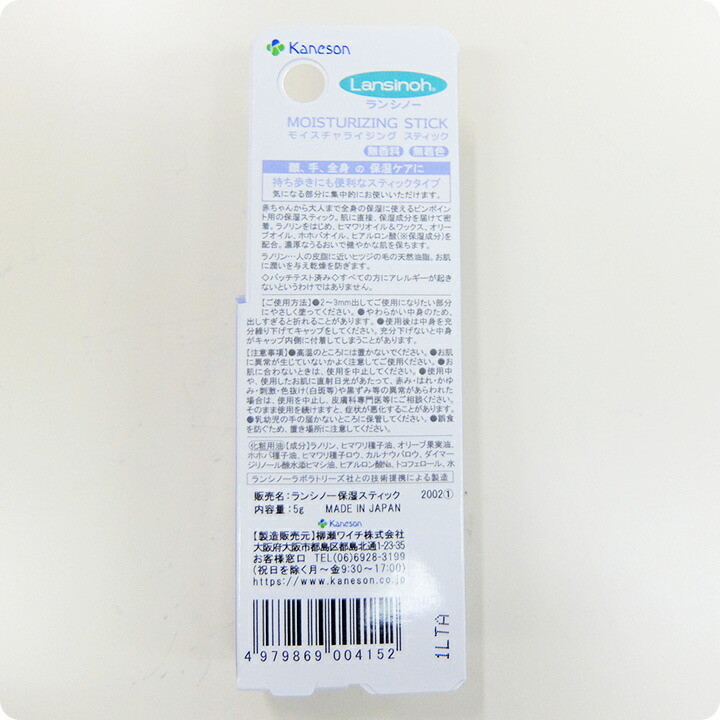 Kaneson
Lansinoh®
ランシノー
MOISTURIZING STICK
モイスチャライジング スティック
無香料 無着色
顔、手、全身 の 保湿ケアに
持ち歩きにも便利なスティックタイプ
気になる部分に集中的にお使いいただけます。
赤ちゃんから大人まで全身の保湿に使えるピンポイン
ト用の保湿スティック。肌に直接、保湿成分を届けて密
着。ラノリンをはじめ、ヒマワリオイル&ワックス、オリー
ブオイル、ホホバオイル、ヒアルロン酸(※保湿成分)を
配合。濃厚なうるおいで健やかな肌を保ちます。
ラノリン…人の皮脂に近いヒツジの毛の天然油脂。お肌
に潤いを与え乾燥を防ぎます。
◇パッチテスト済み◇すべての方にアレルギーが起き
ないというわけではありません。
【ご使用方法】●2〜3mm出してご使用になりたい部分
にやさしく塗ってください。●やわらかい中身のため、
出しすぎると折れることがあります。●使用後は中身を充
分繰り下げてキャップをしてください。充分下げないと中身
がキャップ内側に付着してしまうことがあります。
【注意事項】●高温のところには置かないでください。●お肌
に異常が生じていないかよく注意してご使用ください。●お
肌に合わないときは、使用を中止してください。●使用中
や、使用したお肌に直射日光があたって、赤み・はれ・かゆ
み・刺激・色抜け(白斑等)や黒ずみ等の異常があらわれた
場合は、使用を中止し、皮膚科専門医等にご相談ください。
そのまま使用を続けますと、症状が悪化することがあります。
●乳幼児の手の届かないところに保管してください。●誤食
を防ぐため、置き場所に注意してください。
化粧用油【成分】ラノリン、ヒマワリ種子油、オリーブ果実油、
ホホバ種子油、ヒマワリ種子ロウ、カルナウバロウ、ダイマー
ジリノール酸水添ヒマシ油、ヒアルロン酸Na、トコフェロール、水
ランシノーラボラトリーズ社との技術提携による製造
販売名:ランシノー保湿スティック 2002①
内容量:5g MADE IN JAPAN
Kaneson
【製造販売元】柳瀬ワイチ株式会社
大阪府大阪市都島区都島北通1-23-35
お客様窓口 TEL(06)6928-3199
(祝日を除く月〜金9:30〜17:00)
https://www.kaneson.co.jp
4 979869 004152
1LTA